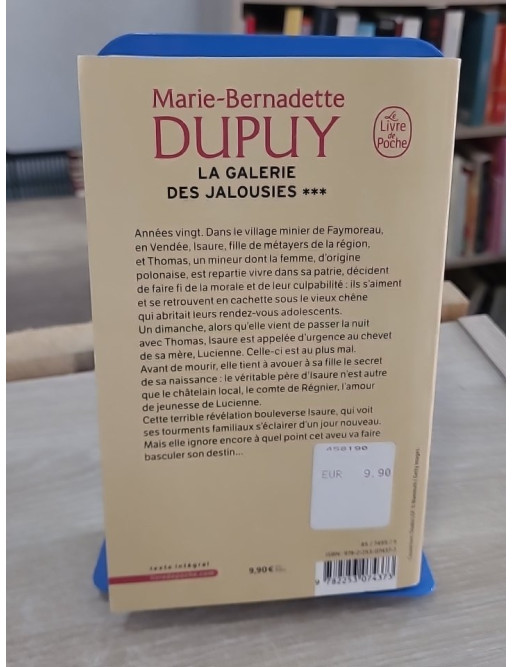 Marie-Bernadette
DUPUY
Le
Livre
de
Poche
LA GALERIE
DES JALOUSIES ***
Années vingt. Dans le village minier de Faymoreau,
en Vendée, Isaure, fille de métayers de la région,
et Thomas, un mineur dont la femme, d'origine
polonaise, est repartie vivre dans sa patrie, décident
de faire fi de la morale et de leur culpabilité : ils s'aiment
et se retrouvent en cachette sous le vieux chêne
qui abritait leurs rendez-vous adolescents.
Un dimanche, alors qu'elle vient de passer la nuit
avec Thomas, Isaure est appelée d'urgence au chevet
de sa mère, Lucienne. Celle-ci est au plus mal.
Avant de mourir, elle tient à avouer à sa fille le secret
de sa naissance : le véritable père d'Isaure n'est autre
que le châtelain local, le comte de Régnier, l'amour
de jeunesse de Lucienne.
Cette terrible révélation bouleverse Isaure, qui voit
ses tourments familiaux s'éclairer d'un jour nouveau.
Mais elle ignore encore à quel point cet aveu va faire
basculer son destin...
EUR 9.90
texte intégral
livredepoche.com
9,90 €
9 782253 074373